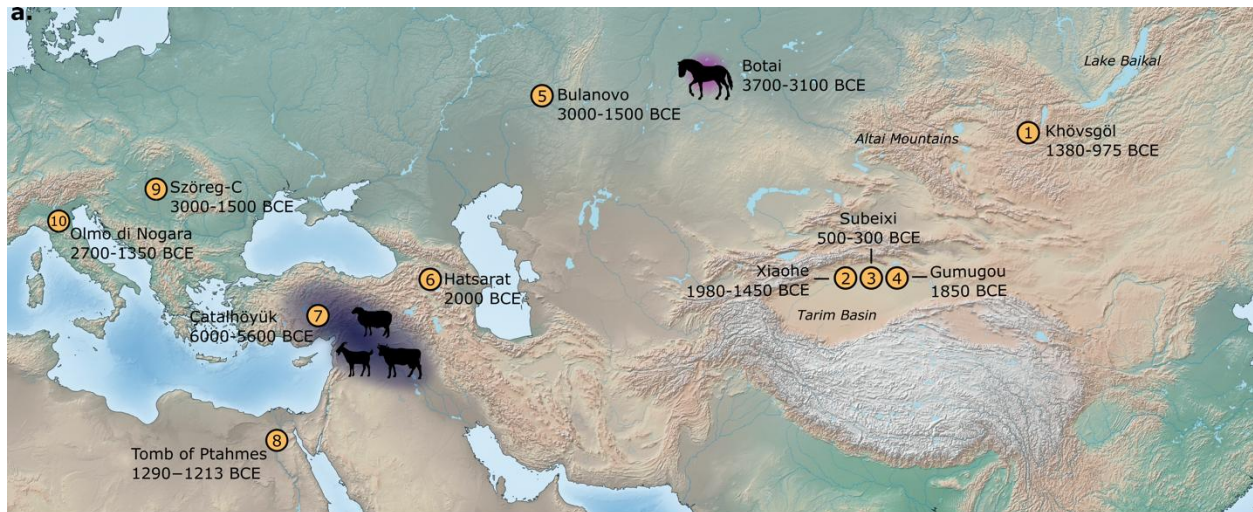 a.
Lake Baikal
Botai
3700-3100 BCE
5
Bulanovo
3000-1500 BCE
1
Khövsgöl
1380-975 BCE
Altai Mountains
9
Szöreg-C
3000-1500 BCE
10
Olmo di Nogara
2700-1350 BCE
Subeixi
500-300 BCE
6
Hatsarat
2000 BCE
Xiaohe
1980-1450 BCE
2
3
4
Gumugou
1850 BCE
Tarim Basin
Çatalhöyük
6000-5600 BCE
7
8
Tomb of Ptahmes
1290−1213 BCE